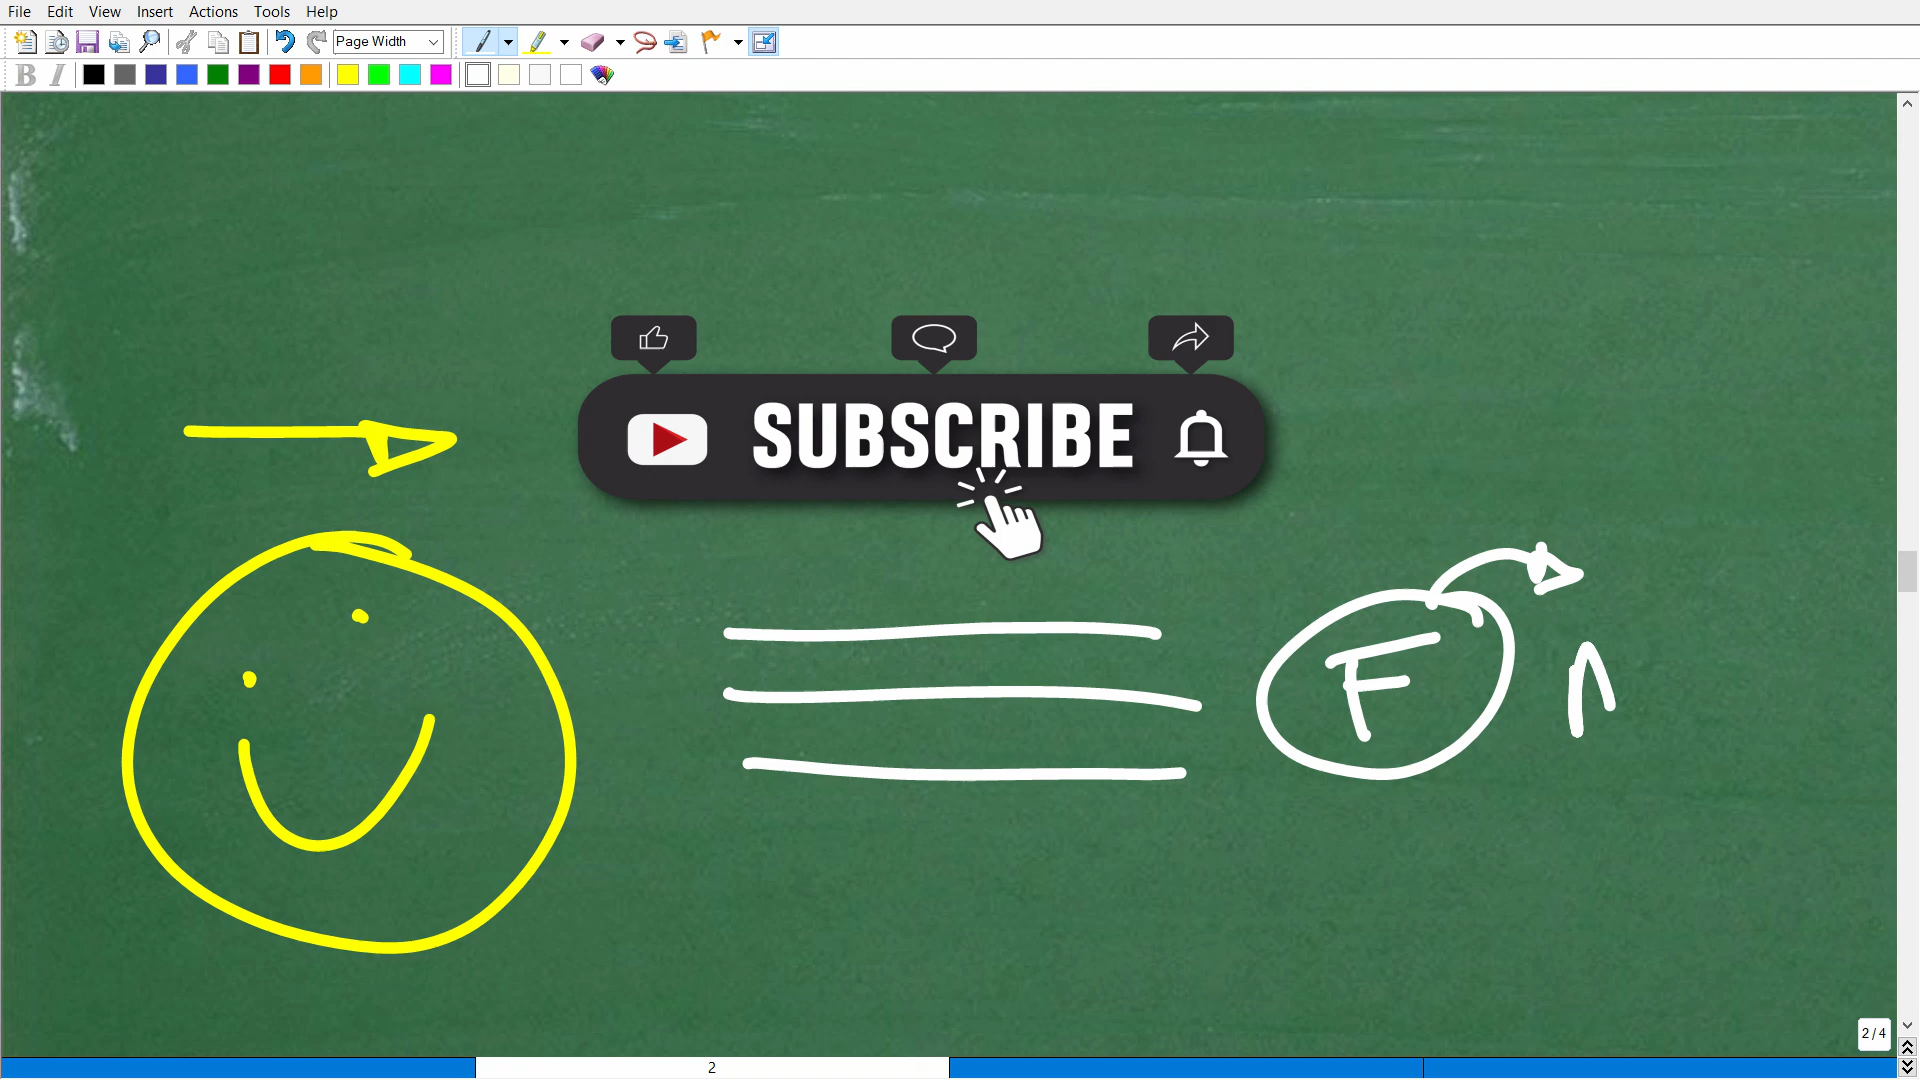 File Edit View Insert Actions Tools Help
Page Width
B I
SUBSCRIBE
F
2 / 4
2